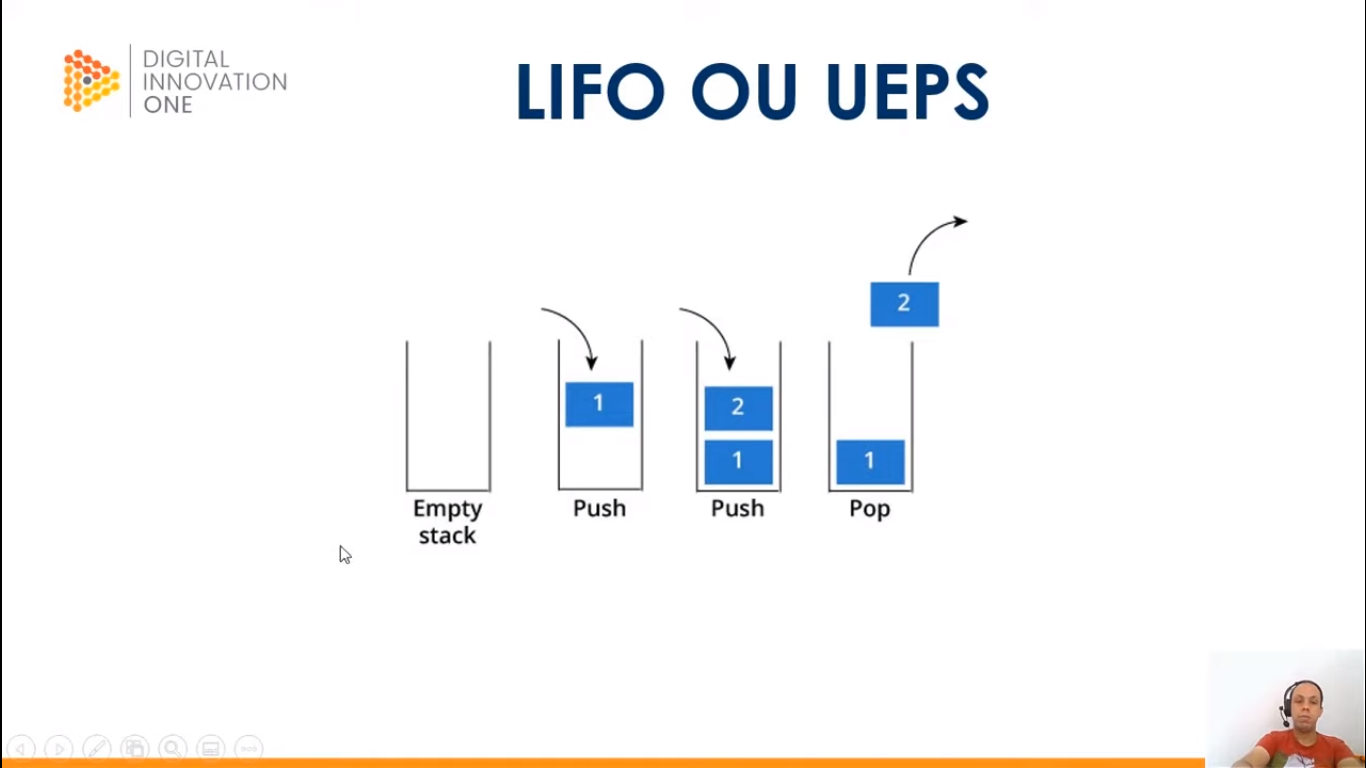 DIGITAL
INNOVATION
ONE
LIFO OU UEPS
2
1
2
1
1
Empty
stack
Push
Push
Pop